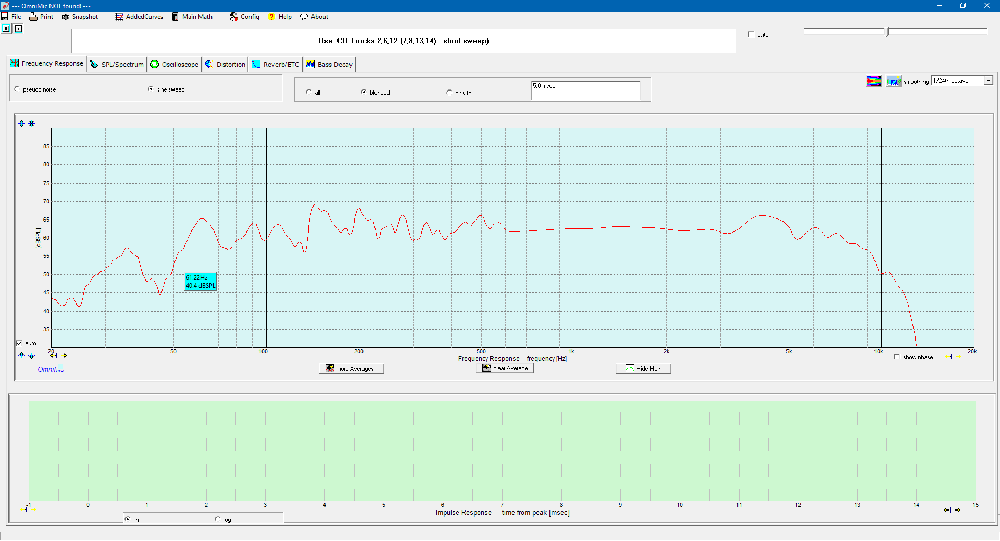 --- OmniMic NOT found! ---
File Print Snapshot AddedCurves Main Math Config Help About
Use: CD Tracks 2,6,12 (7,8,13,14) - short sweep)
auto
Frequency Response SPL/Spectrum Oscilloscope Distortion Reverb/ETC Bass Decay
pseudo noise sine sweep
all blended only to
5.0 msec
smoothing 1/24th octave
85
80
75
70
65
60
55
50
45
40
35
[dBSPL]
61.22Hz
40.4 dBSPL
auto
20 50 100 200 500 1k 2k 5k 10k 20k
Frequency Response -- frequency [Hz]
show phase
OmniMic
more Averages 1 clear Average Hide Main
-1 0 1 2 3 4 5 6 7 8 9 10 11 12 13 14 15
Impulse Response -- time from peak [msec]
lin log